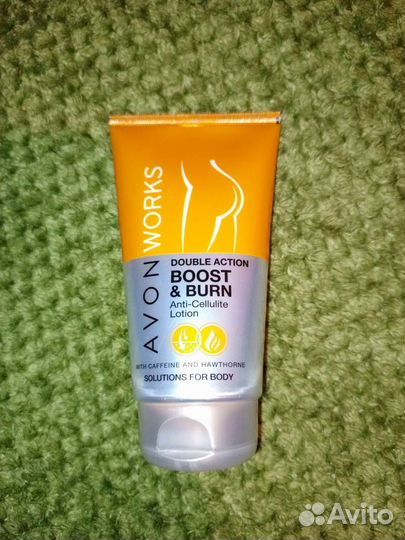 AVON WORKS
DOUBLE ACTION
BOOST
& BURN
Anti-Cellulite
Lotion
WITH CAFFEINE AND HAWTHORNE
SOLUTIONS FOR BODY
Avito